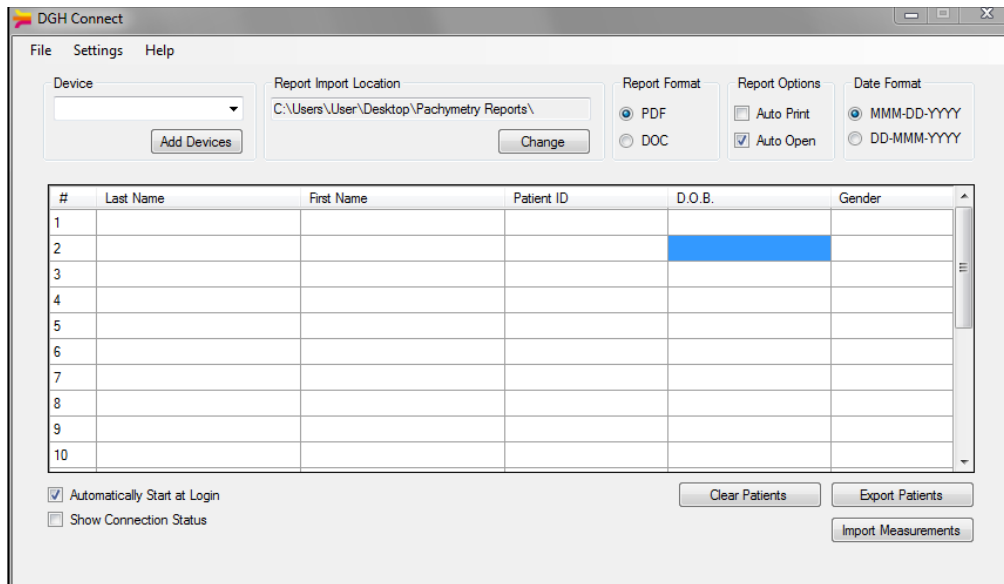 DGH Connect
File Settings Help
Device
Add Devices
Report Import Location
C:\Users\User\Desktop\Pachymetry Reports\
Change
Report Format
PDF
DOC
Report Options
Auto Print
Auto Open
Date Format
MMM-DD-YYYY
DD-MMM-YYYY
# Last Name First Name Patient ID D.O.B. Gender
1
2
3
4
5
6
7
8
9
10
Automatically Start at Login
Show Connection Status
Clear Patients
Export Patients
Import Measurements